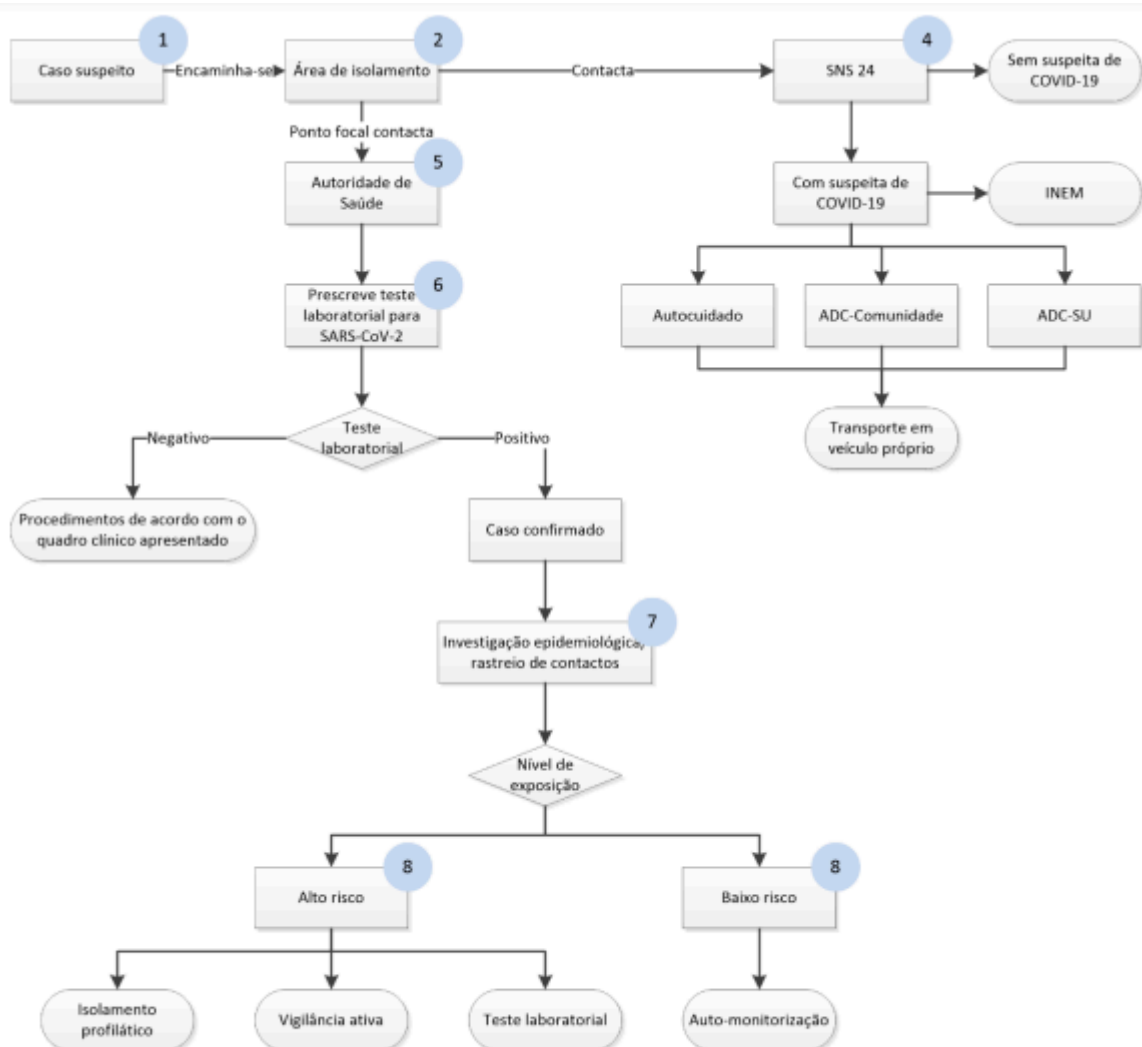 1
2
4
Caso suspeito
Encaminha-se
Área de isolamento
Contacta
SNS 24
Sem suspeita de
COVID-19
Ponto focal contacta
5
Autoridade de
Saúde
Com suspeita de
COVID-19
INEM
6
Prescreve teste
laboratorial para
SARS-CoV-2
Autocuidado
ADC-Comunidade
ADC-SU
Negativo
Teste
laboratorial
Positivo
Transporte em
veículo próprio
Procedimentos de acordo com o
quadro clínico apresentado
Caso confirmado
7
Investigação epidemiológica/
rastreio de contactos
Nível de
exposição
8
Alto risco
8
Baixo risco
Isolamento
profilático
Vigilância ativa
Teste laboratorial
Auto-monitorização